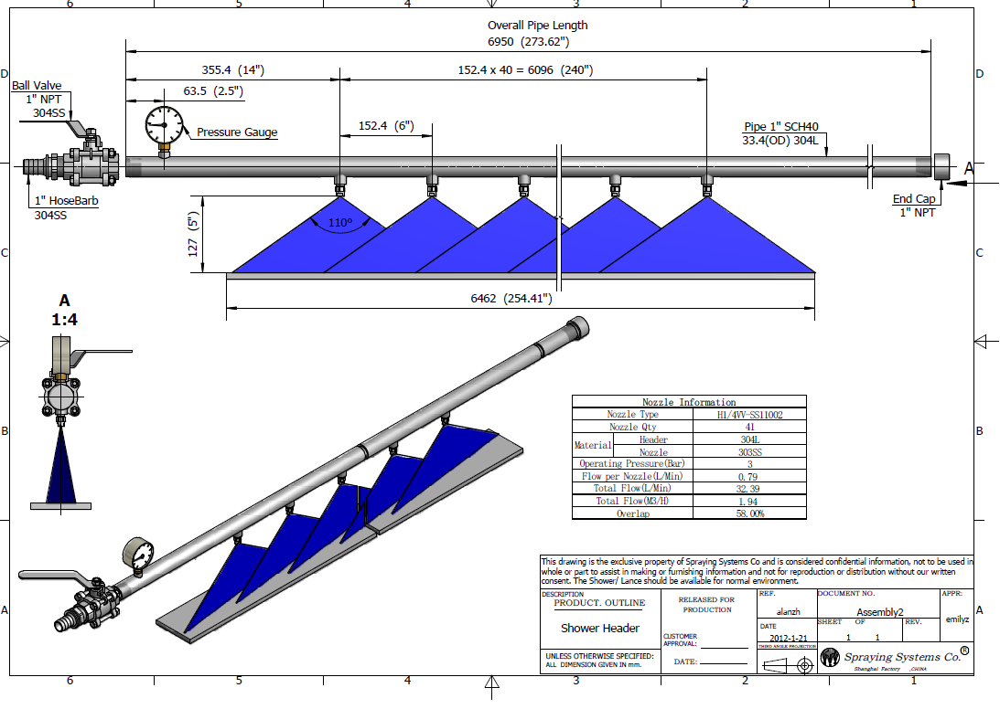 6 5 4 3 2 1
Overall Pipe Length
6950 (273.62")
355.4 (14")
152.4 x 40 = 6096 (240")
D
D
Ball Valve
1" NPT
304SS
63.5 (2.5")
Pressure Gauge
152.4 (6")
Pipe 1" SCH40
33.4(OD) 304L
A
1" HoseBarb
304SS
End Cap
1" NPT
110°
127 (5")
C
C
6462 (254.41")
A
1:4
Nozzle Information
Nozzle Type H1/4VV-SS11002
Nozzle Qty 41
Material Header 304L
Nozzle 303SS
Operating Pressure(Bar) 3
Flow per Nozzle(L/Min) 0.79
Total Flow(L/Min) 32.39
Total Flow(M3/H) 1.94
Overlap 58.00%
B
B
This drawing is the exclusive property of Spraying Systems Co and is considered confidential information, not to be used in
whole or part to assist in making or furnishing information and not for reproduction or distribution without our written
consent. The Shower/ Lance should be available for normal environment.
DESCRIPTION
PRODUCT. OUTLINE
Shower Header
UNLESS OTHERWISE SPECIFIED:
ALL DIMENSION GIVEN IN mm.
RELEASED FOR
PRODUCTION
CUSTOMER
APPROVAL:
DATE:
REF.
alanzh
DATE
2012-1-21
THIRD ANGLE PROJECTION
DOCUMENT NO.
Assembly2
SHEET OF REV.
1 1
APPR:
emilyz
Spraying Systems Co.®
Shanghai Factory ,CHINA
A
A
6 5 4 3 2 1